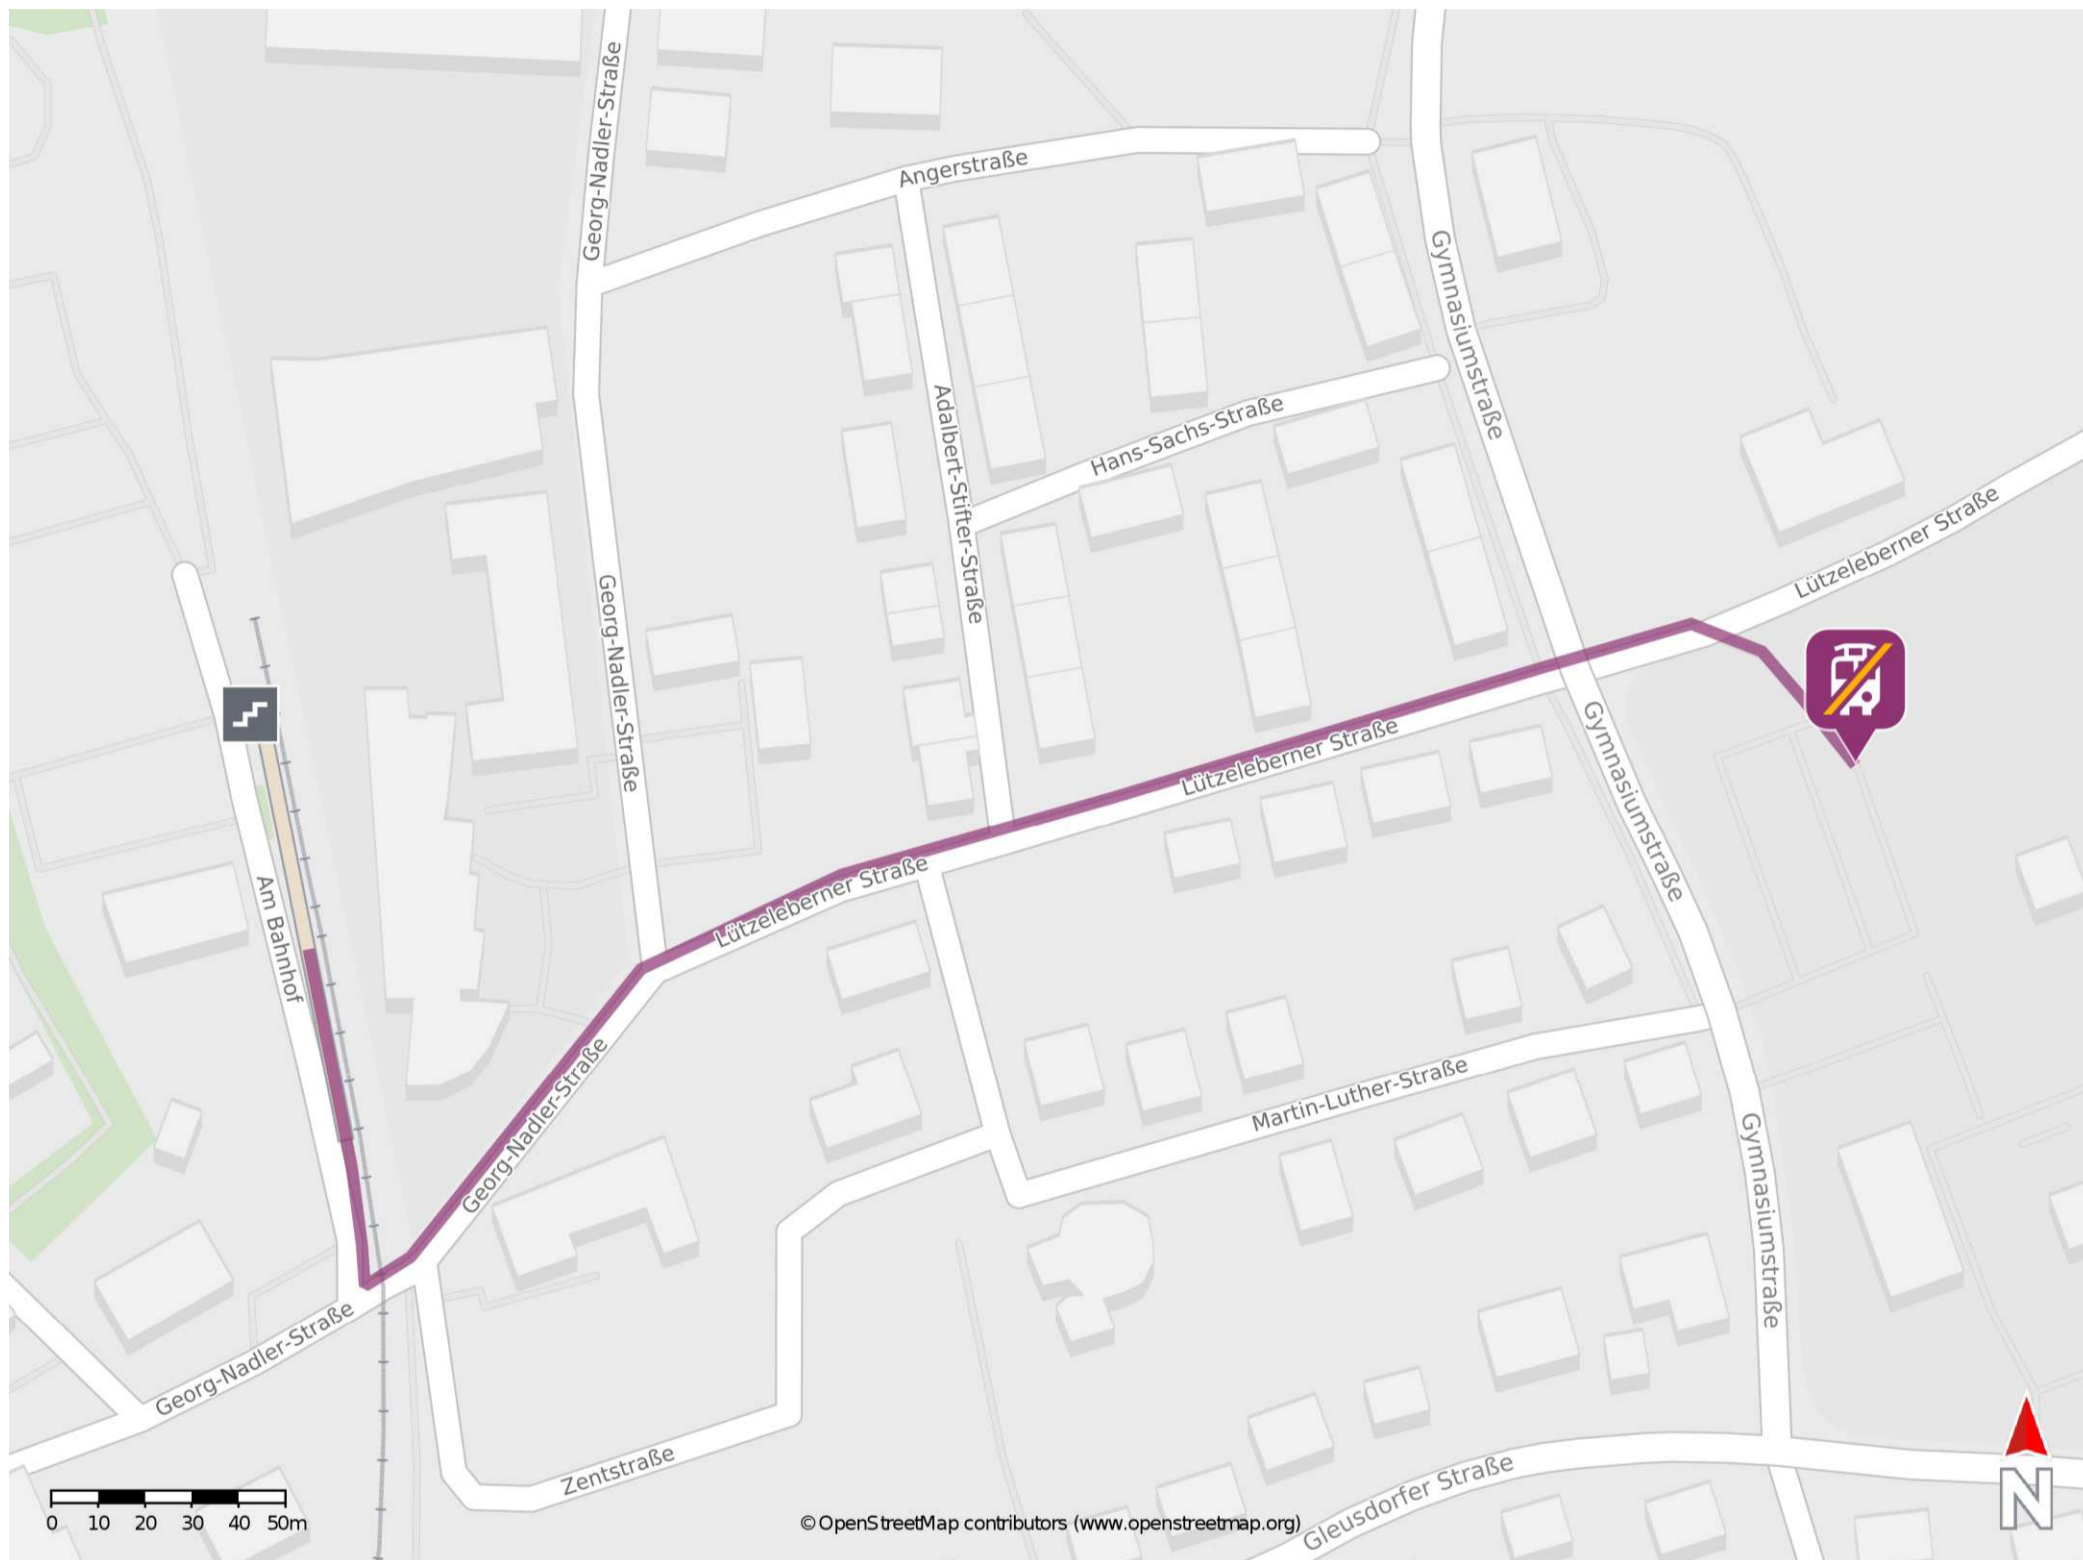 Georg-Nadler-Straße
Angerstraße
Gymnasiumstraße
Adalbert-Stifter-Straße
Hans-Sachs-Straße
Lützeleberner Straße
Georg-Nadler-Straße
Lützeleberner Straße
Gymnasiumstraße
Lützeleberner Straße
Am Bahnhof
Georg-Nadler-Straße
Martin-Luther-Straße
Gymnasiumstraße
Georg-Nadler-Straße
Zentstraße
Gleusdorfer Straße
0 10 20 30 40 50m
©OpenStreetMap contributors (www.openstreetmap.org)
N